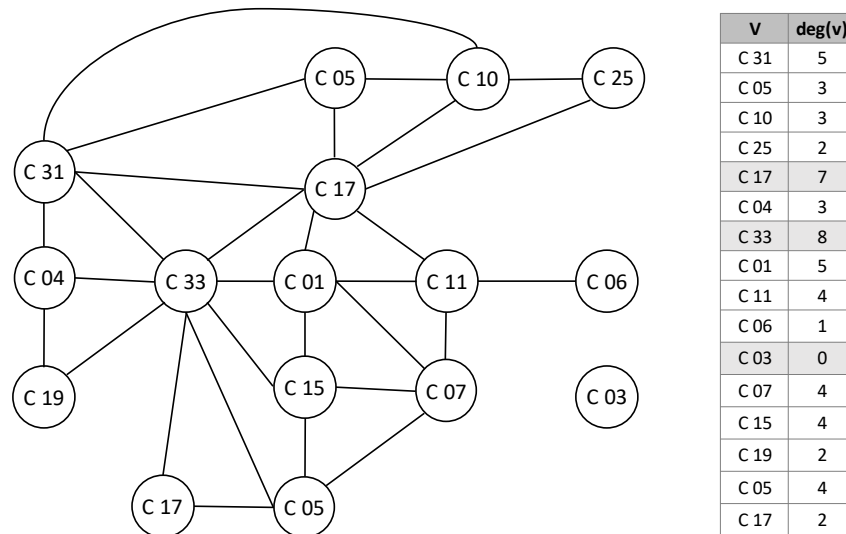 C 05
C 10
C 25
C 31
C 17
C 04
C 33
C 01
C 11
C 06
C 19
C 15
C 07
C 03
C 17
C 05
V deg(v)
C 31 5
C 05 3
C 10 3
C 25 2
C 17 7
C 04 3
C 33 8
C 01 5
C 11 4
C 06 1
C 03 0
C 07 4
C 15 4
C 19 2
C 05 4
C 17 2